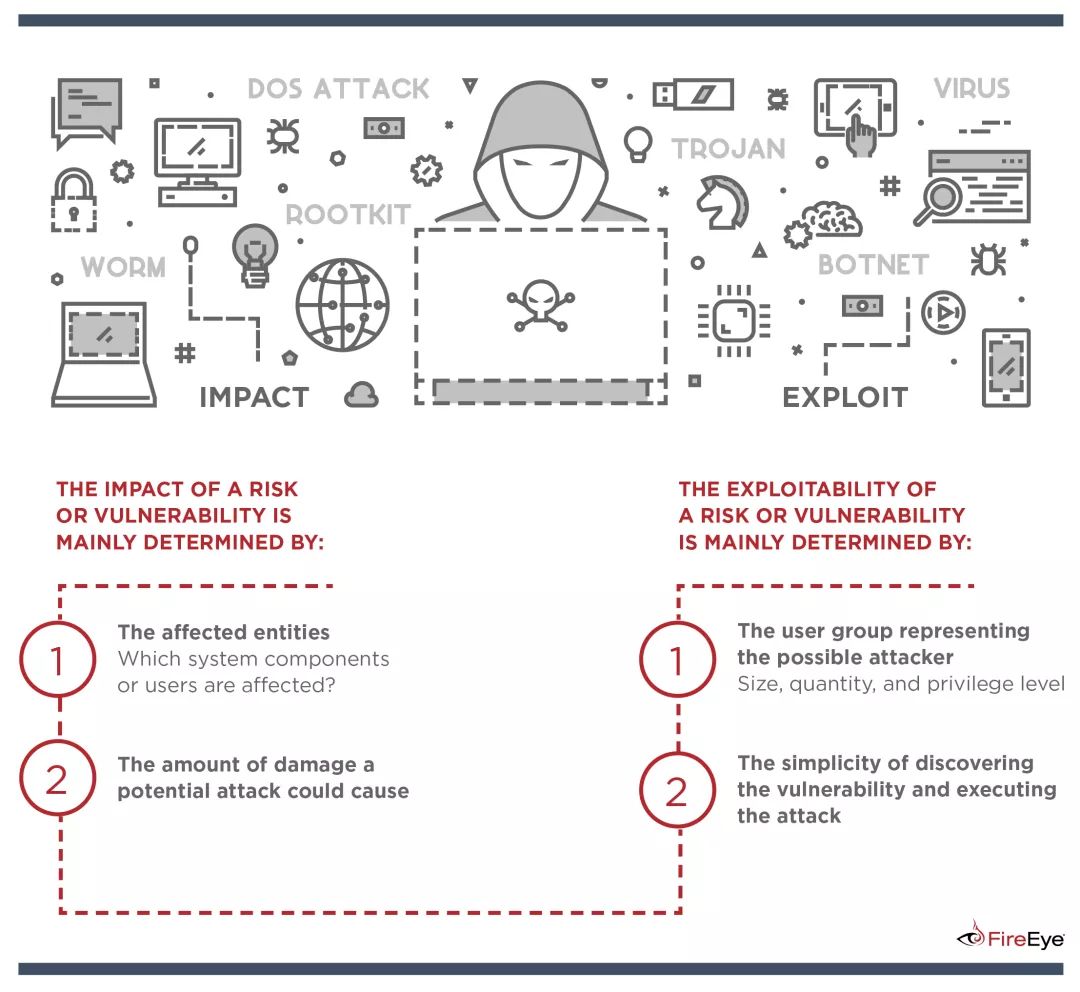 DOS ATTACK
VIRUS
TROJAN
ROOTKIT
WORM
BOTNET
IMPACT
EXPLOIT
THE IMPACT OF A RISK
OR VULNERABILITY IS
MAINLY DETERMINED BY:
1
The affected entities
Which system components
or users are affected?
2
The amount of damage a
potential attack could cause
THE EXPLOITABILITY OF
A RISK OR VULNERABILITY
IS MAINLY DETERMINED BY:
1
The user group representing
the possible attacker
Size, quantity, and privilege level
2
The simplicity of discovering
the vulnerability and executing
the attack
FireEye